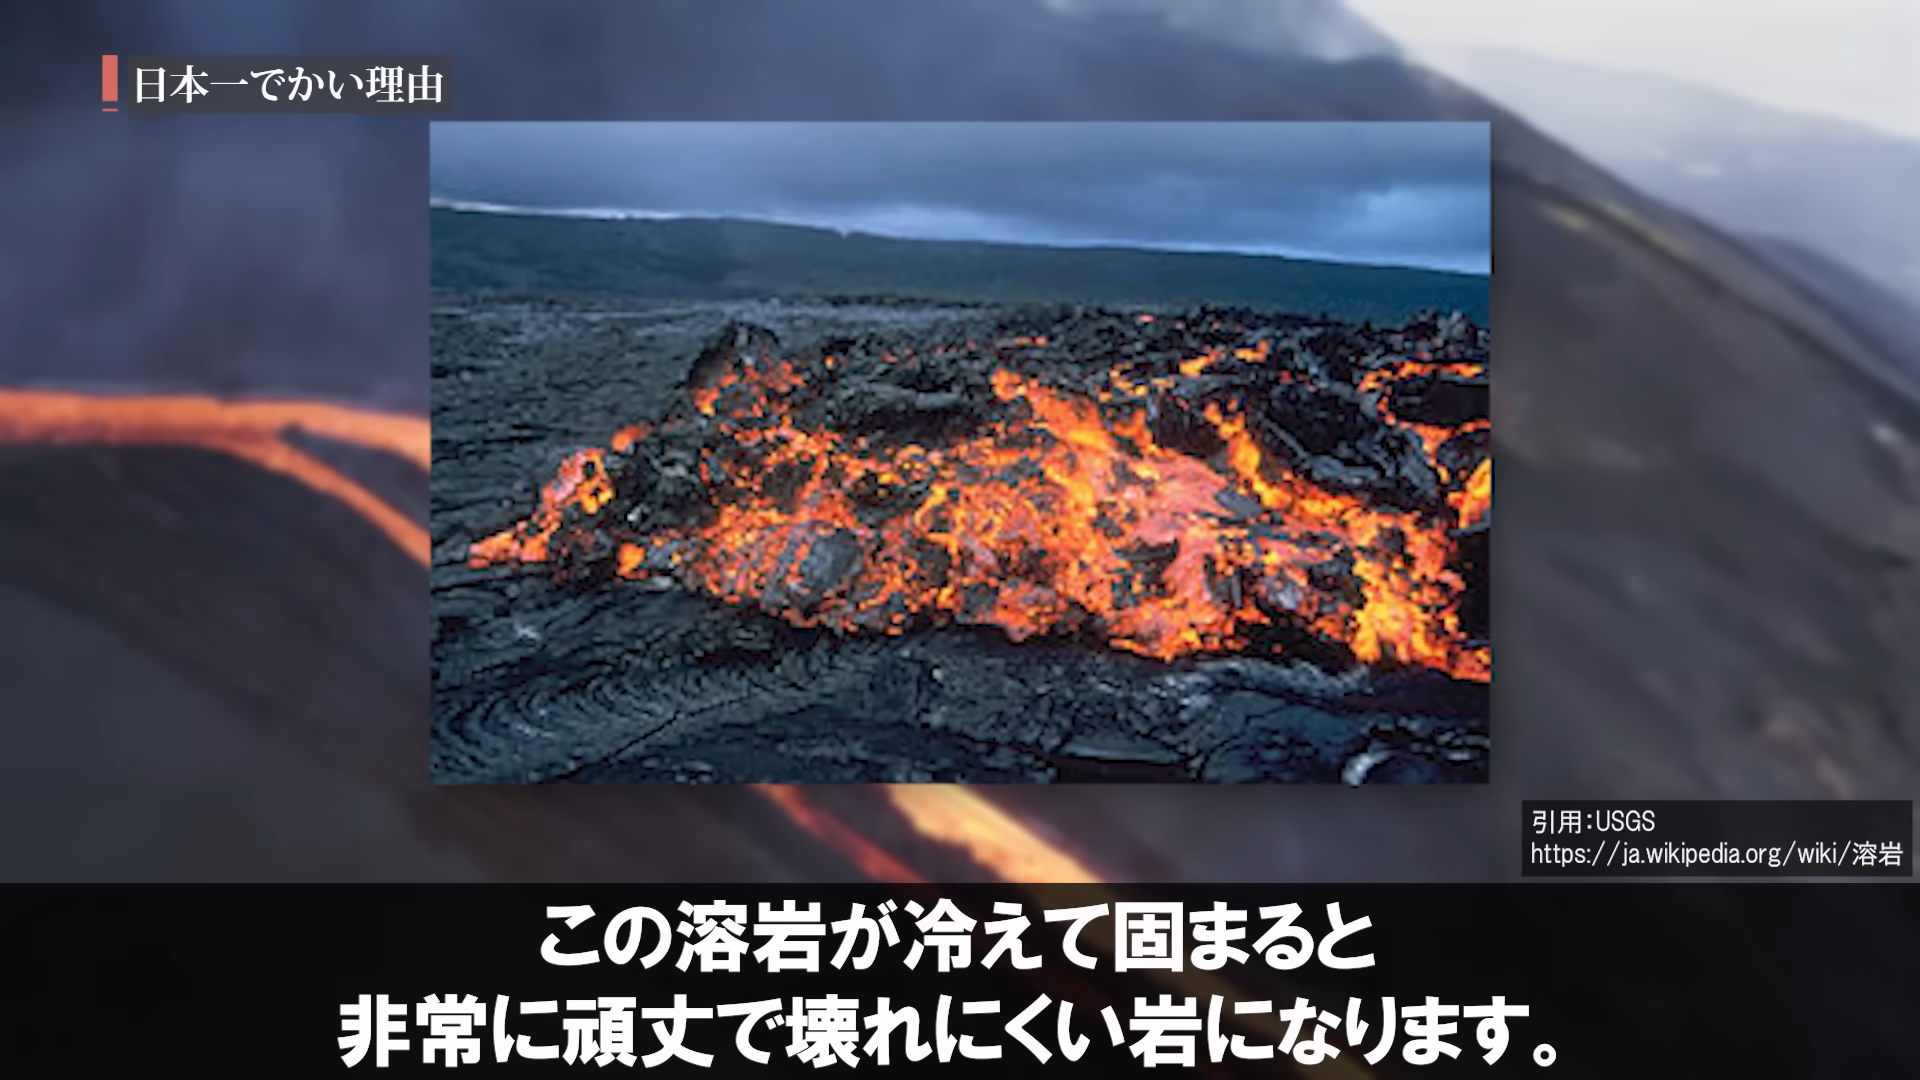 日本一でかい理由
引用：USGS
https://ja.wikipedia.org/wiki/溶岩
この溶岩が冷えて固まると
非常に頑丈で壊れにくい岩になります。